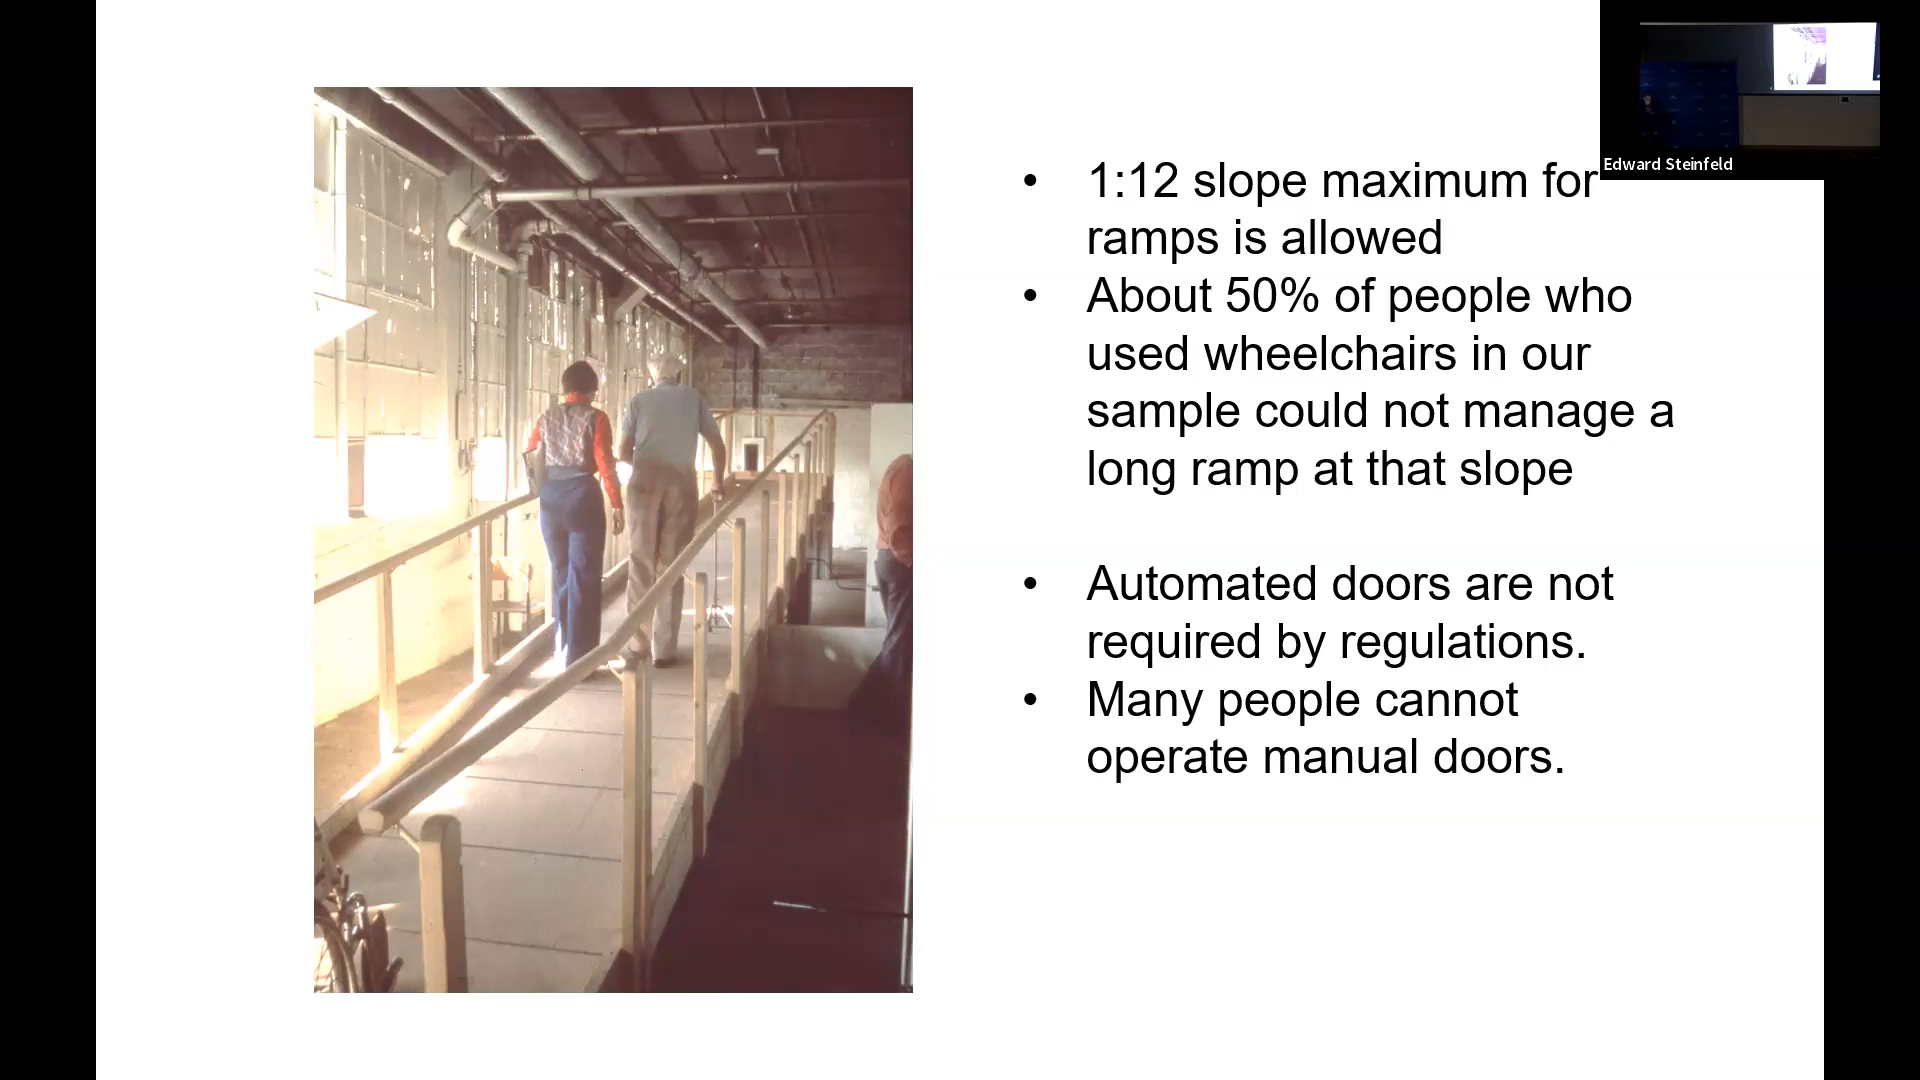 • 1:12 slope maximum for
ramps is allowed
• About 50% of people who
used wheelchairs in our
sample could not manage a
long ramp at that slope
• Automated doors are not
required by regulations.
• Many people cannot
operate manual doors.
Edward Steinfeld